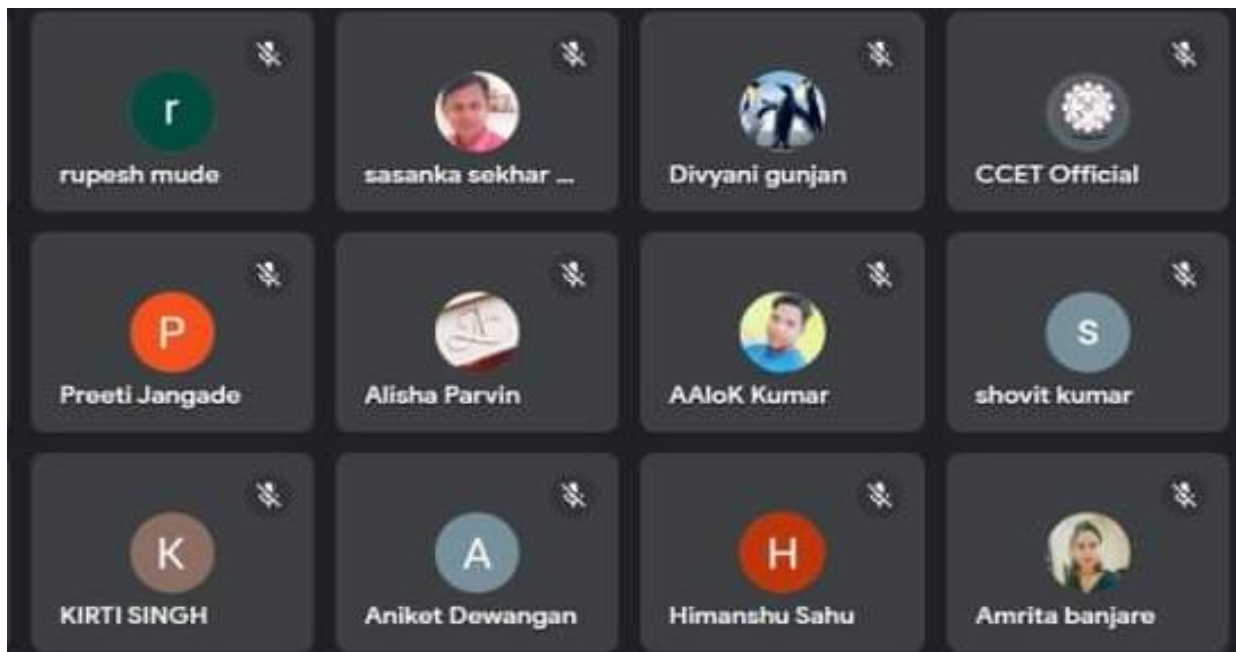 r
rupesh mude
sasanka sekhar ...
Divyani gunjan
CCET Official
P
Preeti Jangade
Alisha Parvin
AAloK Kumar
s
shovit kumar
K
KIRTI SINGH
A
Aniket Dewangan
H
Himanshu Sahu
Amrita banjare